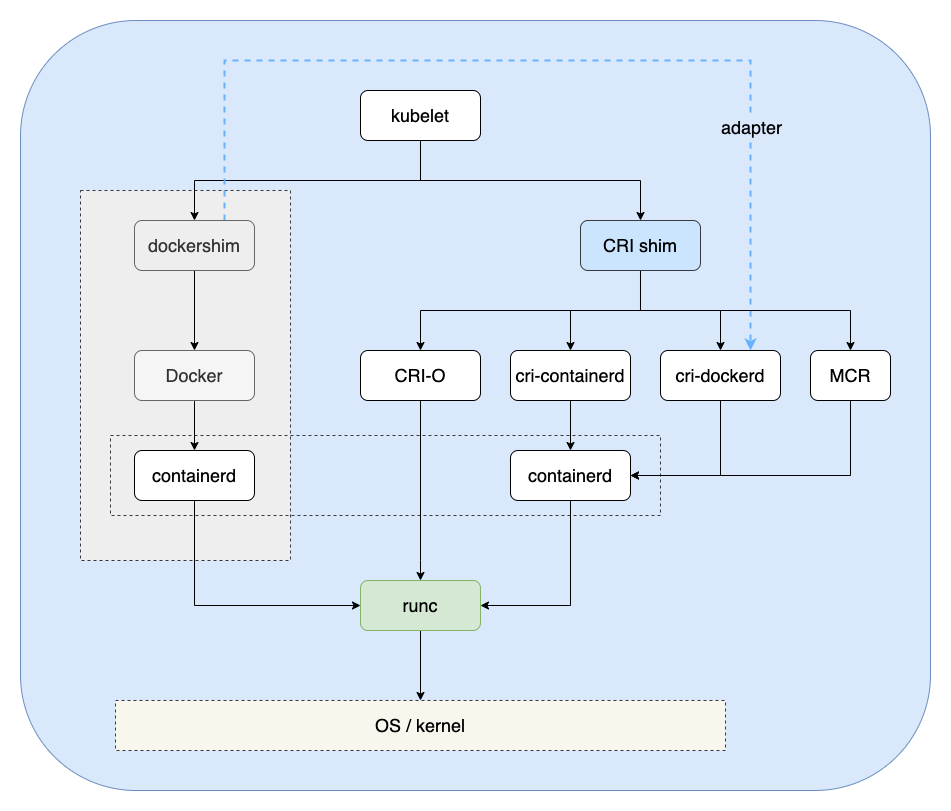 kubelet
adapter
dockershim
CRI shim
Docker
CRI-O
cri-containerd
cri-dockerd
MCR
containerd
containerd
runc
OS / kernel